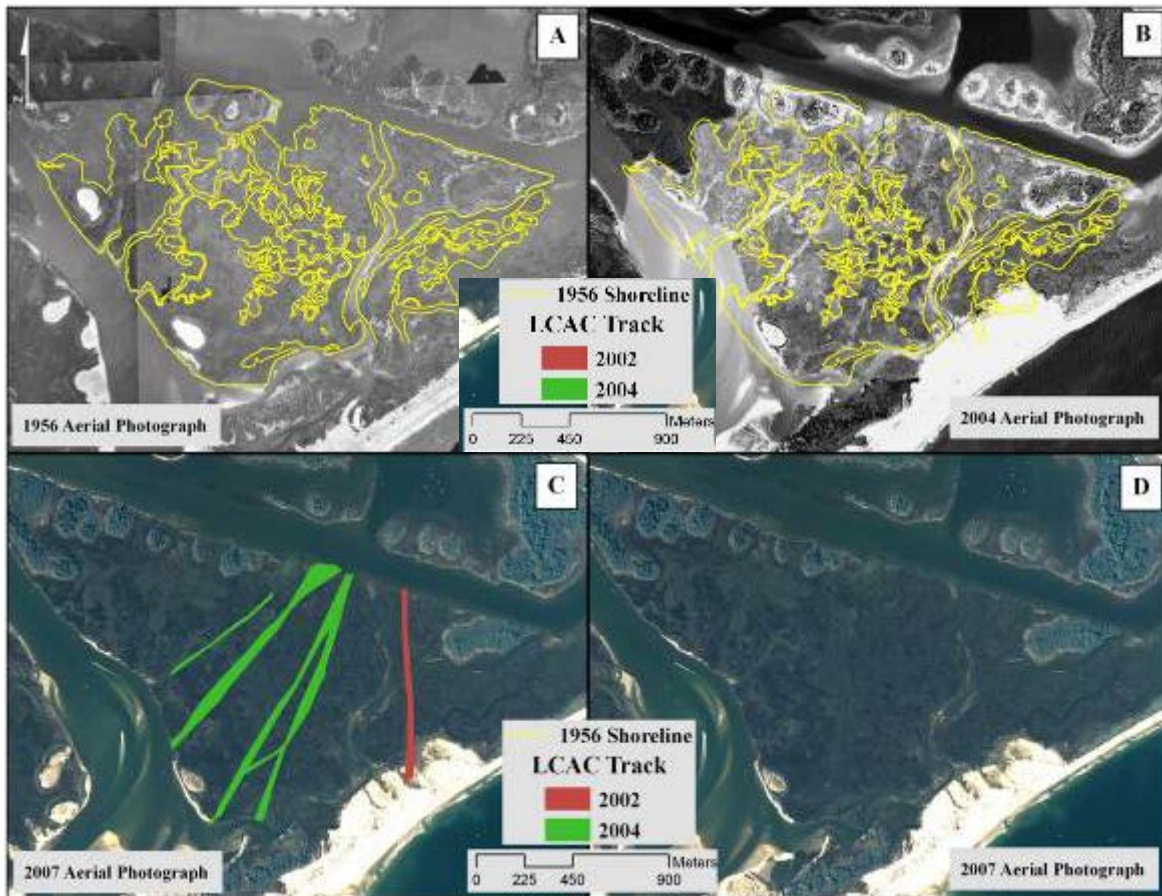 A
B
1956 Shoreline
LCAC Track
2002
2004
Meters
0 225 450 900
1956 Aerial Photograph
2004 Aerial Photograph
C
D
1956 Shoreline
LCAC Track
2002
2004
Meters
0 225 450 900
2007 Aerial Photograph
2007 Aerial Photograph